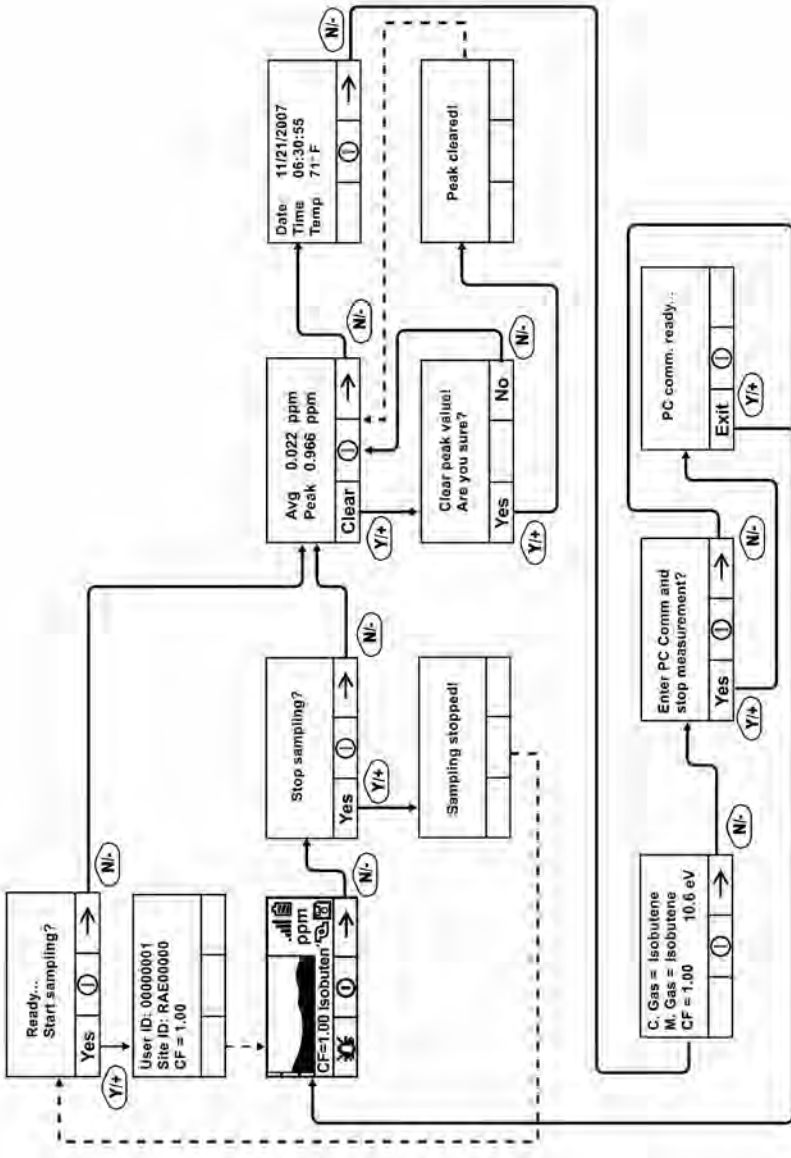 Ready...
Start sampling?
Yes
N/-
Y/+
User ID: 00000001
Site ID: RAE00000
CF = 1.00
ppm
CF=1.00 Isobuten
N/-
Stop sampling?
Yes
N/-
Y/+
Sampling stopped!
Avg 0.022 ppm
Peak 0.966 ppm
Clear
N/-
Y/+
Clear peak value!
Are you sure?
Yes No
N/-
Y/+
Date 11/21/2007
Time 06:30:55
Temp 71° F
N/-
Peak cleared!
C. Gas = Isobutene
M. Gas = Isobutene
CF = 1.00 10.6 eV
N/-
Enter PC Comm and
stop measurement?
Yes
N/-
Y/+
PC comm. ready...
Exit
Y/+